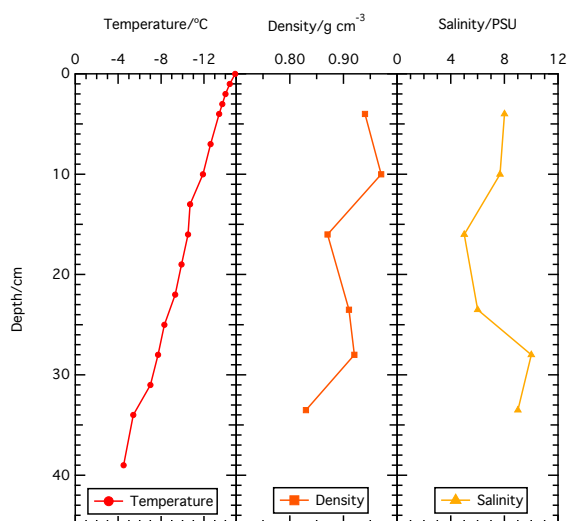 Temperature/°C Density/g cm⁻³ Salinity/PSU
0 -4 -8 -12 0.80 0.90 0 4 8 12
0
10
20
30
40
Depth/cm
Temperature Density Salinity